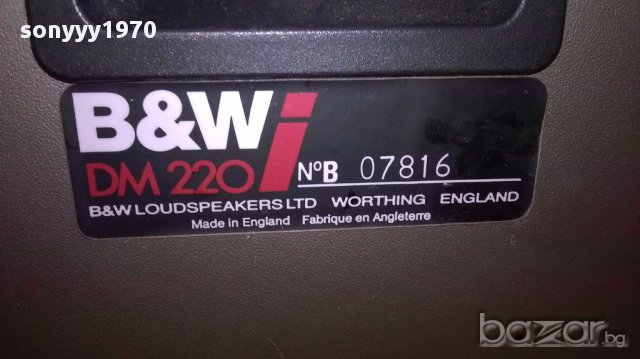 sonyyy1970
B&W i
DM 220 NºB 07816
B&W LOUDSPEAKERS LTD WORTHING ENGLAND
Made in England Fabrique en Angleterre
bazar.bg